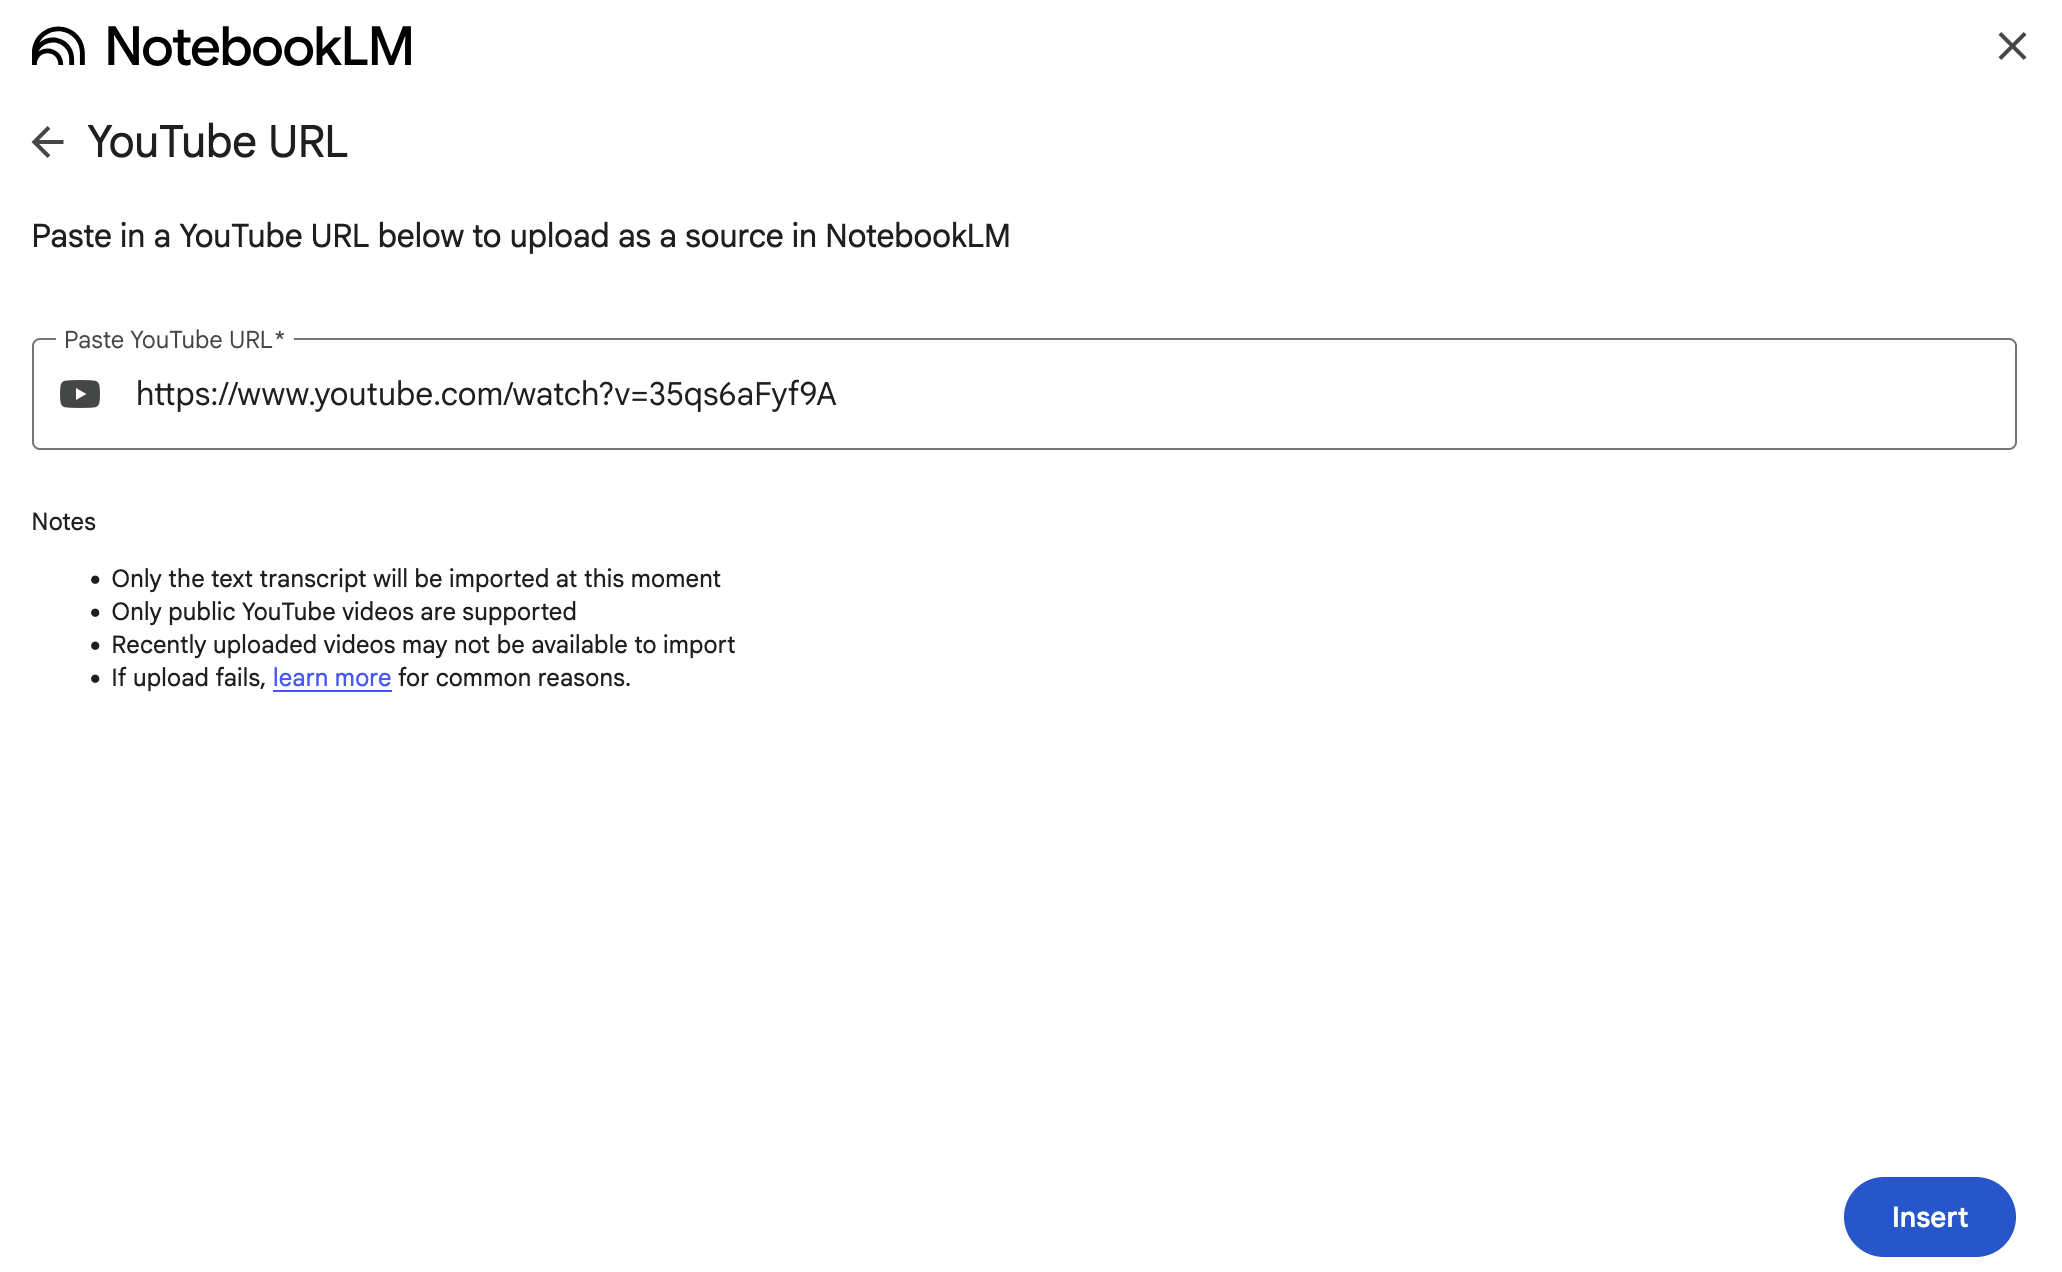 NotebookLM
YouTube URL
Paste in a YouTube URL below to upload as a source in NotebookLM
Paste YouTube URL*
https://www.youtube.com/watch?v=35qs6aFyf9A
Notes
• Only the text transcript will be imported at this moment
• Only public YouTube videos are supported
• Recently uploaded videos may not be available to import
• If upload fails, learn more for common reasons.
Insert